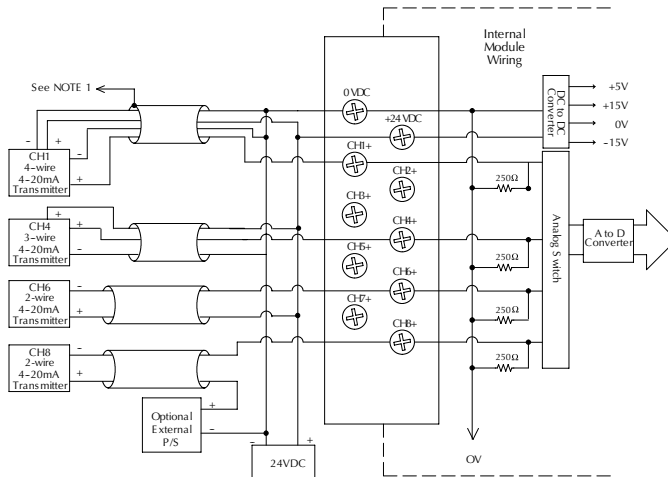 Internal
Module
Wiring
See NOTE 1
0VDC
+24VDC
DC to DC
Converter
+5V
+15V
0V
-15V
- +
-
+
CH1
4-wire
4-20mA
Transmitter
CH1+
CH2+
250Ω
CH3+
+
CH4
3-wire
4-20mA
Transmitter
+
-
CH4+
250Ω
Analog Switch
A to D
Converter
CH5+
CH6
2-wire
4-20mA
Transmitter
-
+
CH6+
250Ω
CH7+
CH8
2-wire
4-20mA
Transmitter
-
+
CH8+
250Ω
Optional
External
P/S
+
-
- +
24VDC
OV